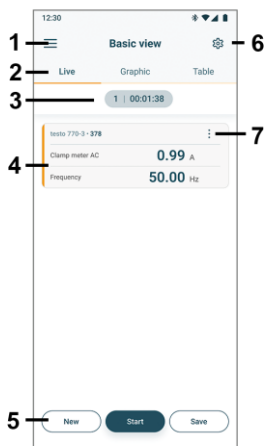 12:30
1 Basic view 6
2 Live Graphic Table
3 1 | 00:01:38
testo 770-3 • 378 7
4 Clamp meter AC 0.99 A
Frequency 50.00 Hz
5 New Start Save